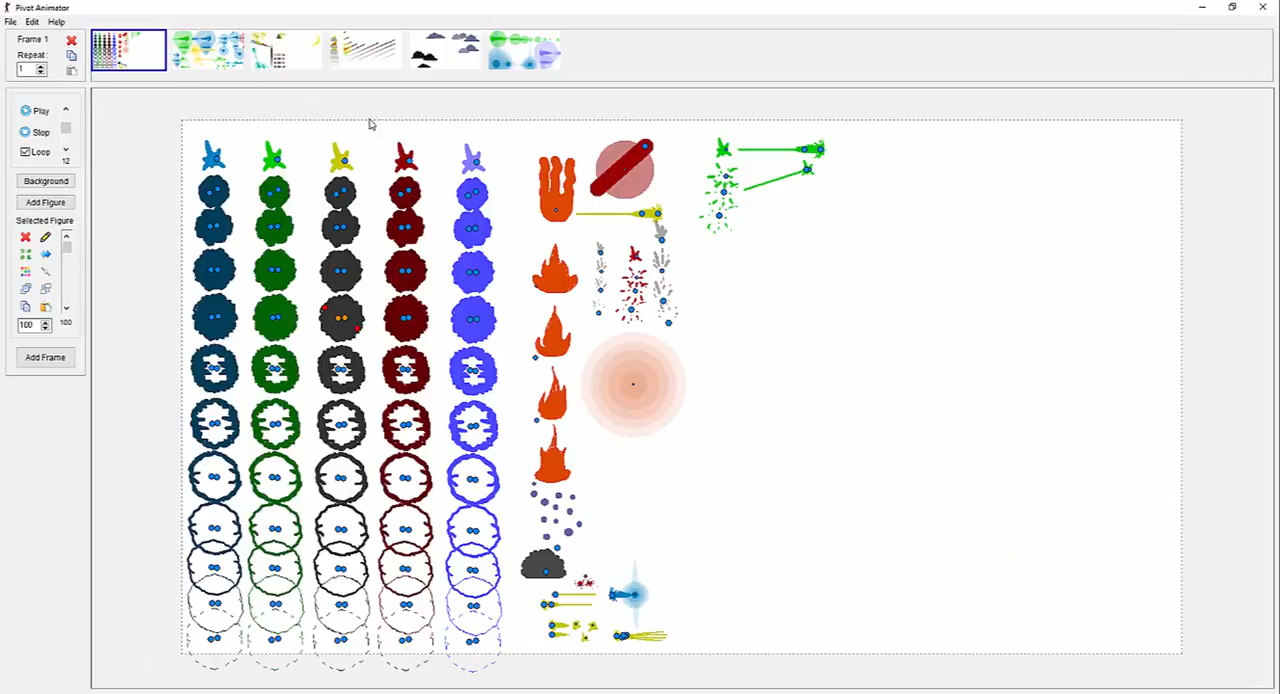 Pivot Animator
File Edit Help
Frame 1
Repeat:
1
Play
Stop
Loop
12
Background
Add Figure
Selected Figure
100 100
Add Frame